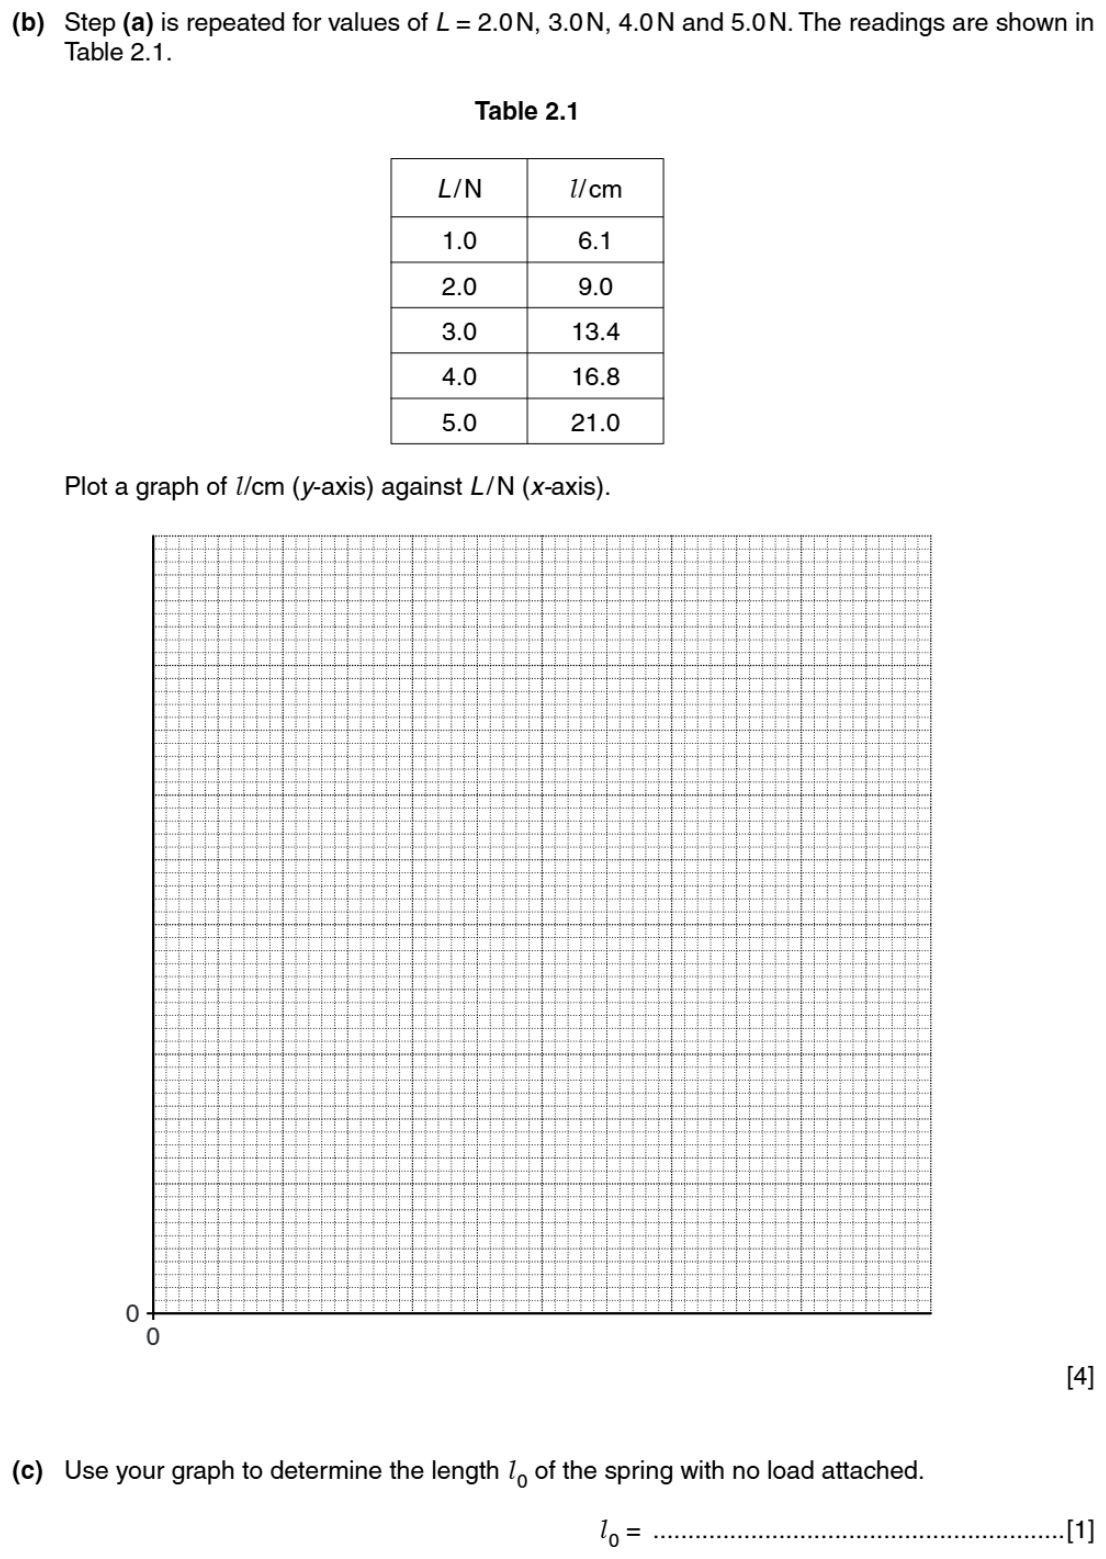 (b) Step (a) is repeated for values of L = 2.0 N, 3.0 N, 4.0 N and 5.0 N. The readings are shown in
Table 2.1.
Table 2.1
L/N l/cm
1.0 6.1
2.0 9.0
3.0 13.4
4.0 16.8
5.0 21.0
Plot a graph of l/cm (y-axis) against L/N (x-axis).
0
0
[4]
(c) Use your graph to determine the length l₀ of the spring with no load attached.
l₀ = ............................................................[1]